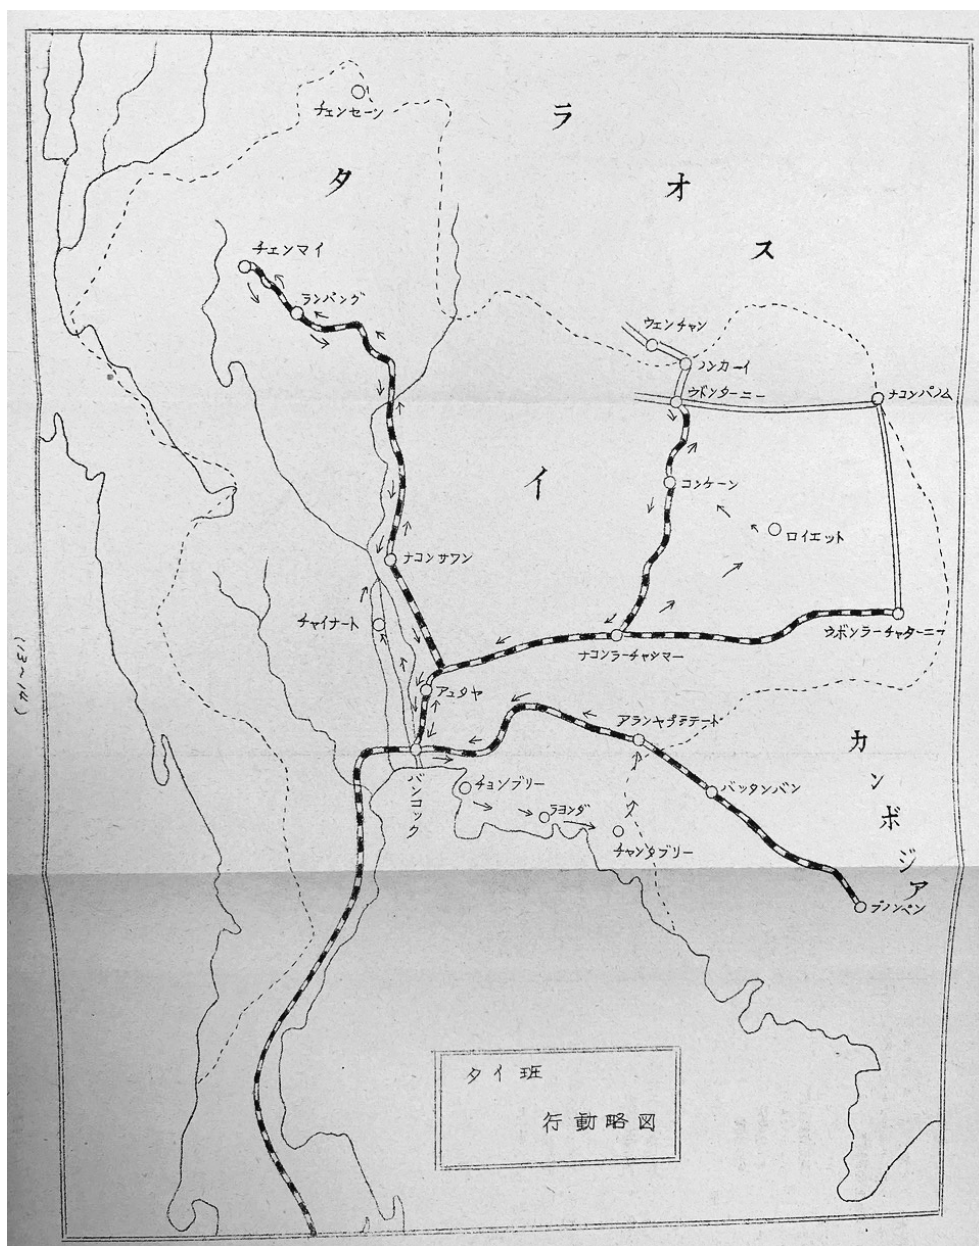 チェンセーン
ラオス
タイ
チェンマイ
ランパング
ウェンチャン
ノンカーイ
ウドンターニー
ナコンパノム
コンケーン
ロイエット
ナコンサワン
チャイナート
ウボンラーチャターニー
ナコンラーチャシマー
アユタヤ
アランヤプラテート
カンボジア
バンコック
チョンブリー
バッタンバン
ラヨング
チャンタブリー
プノンペン
タイ班
行動略図
(13~14)